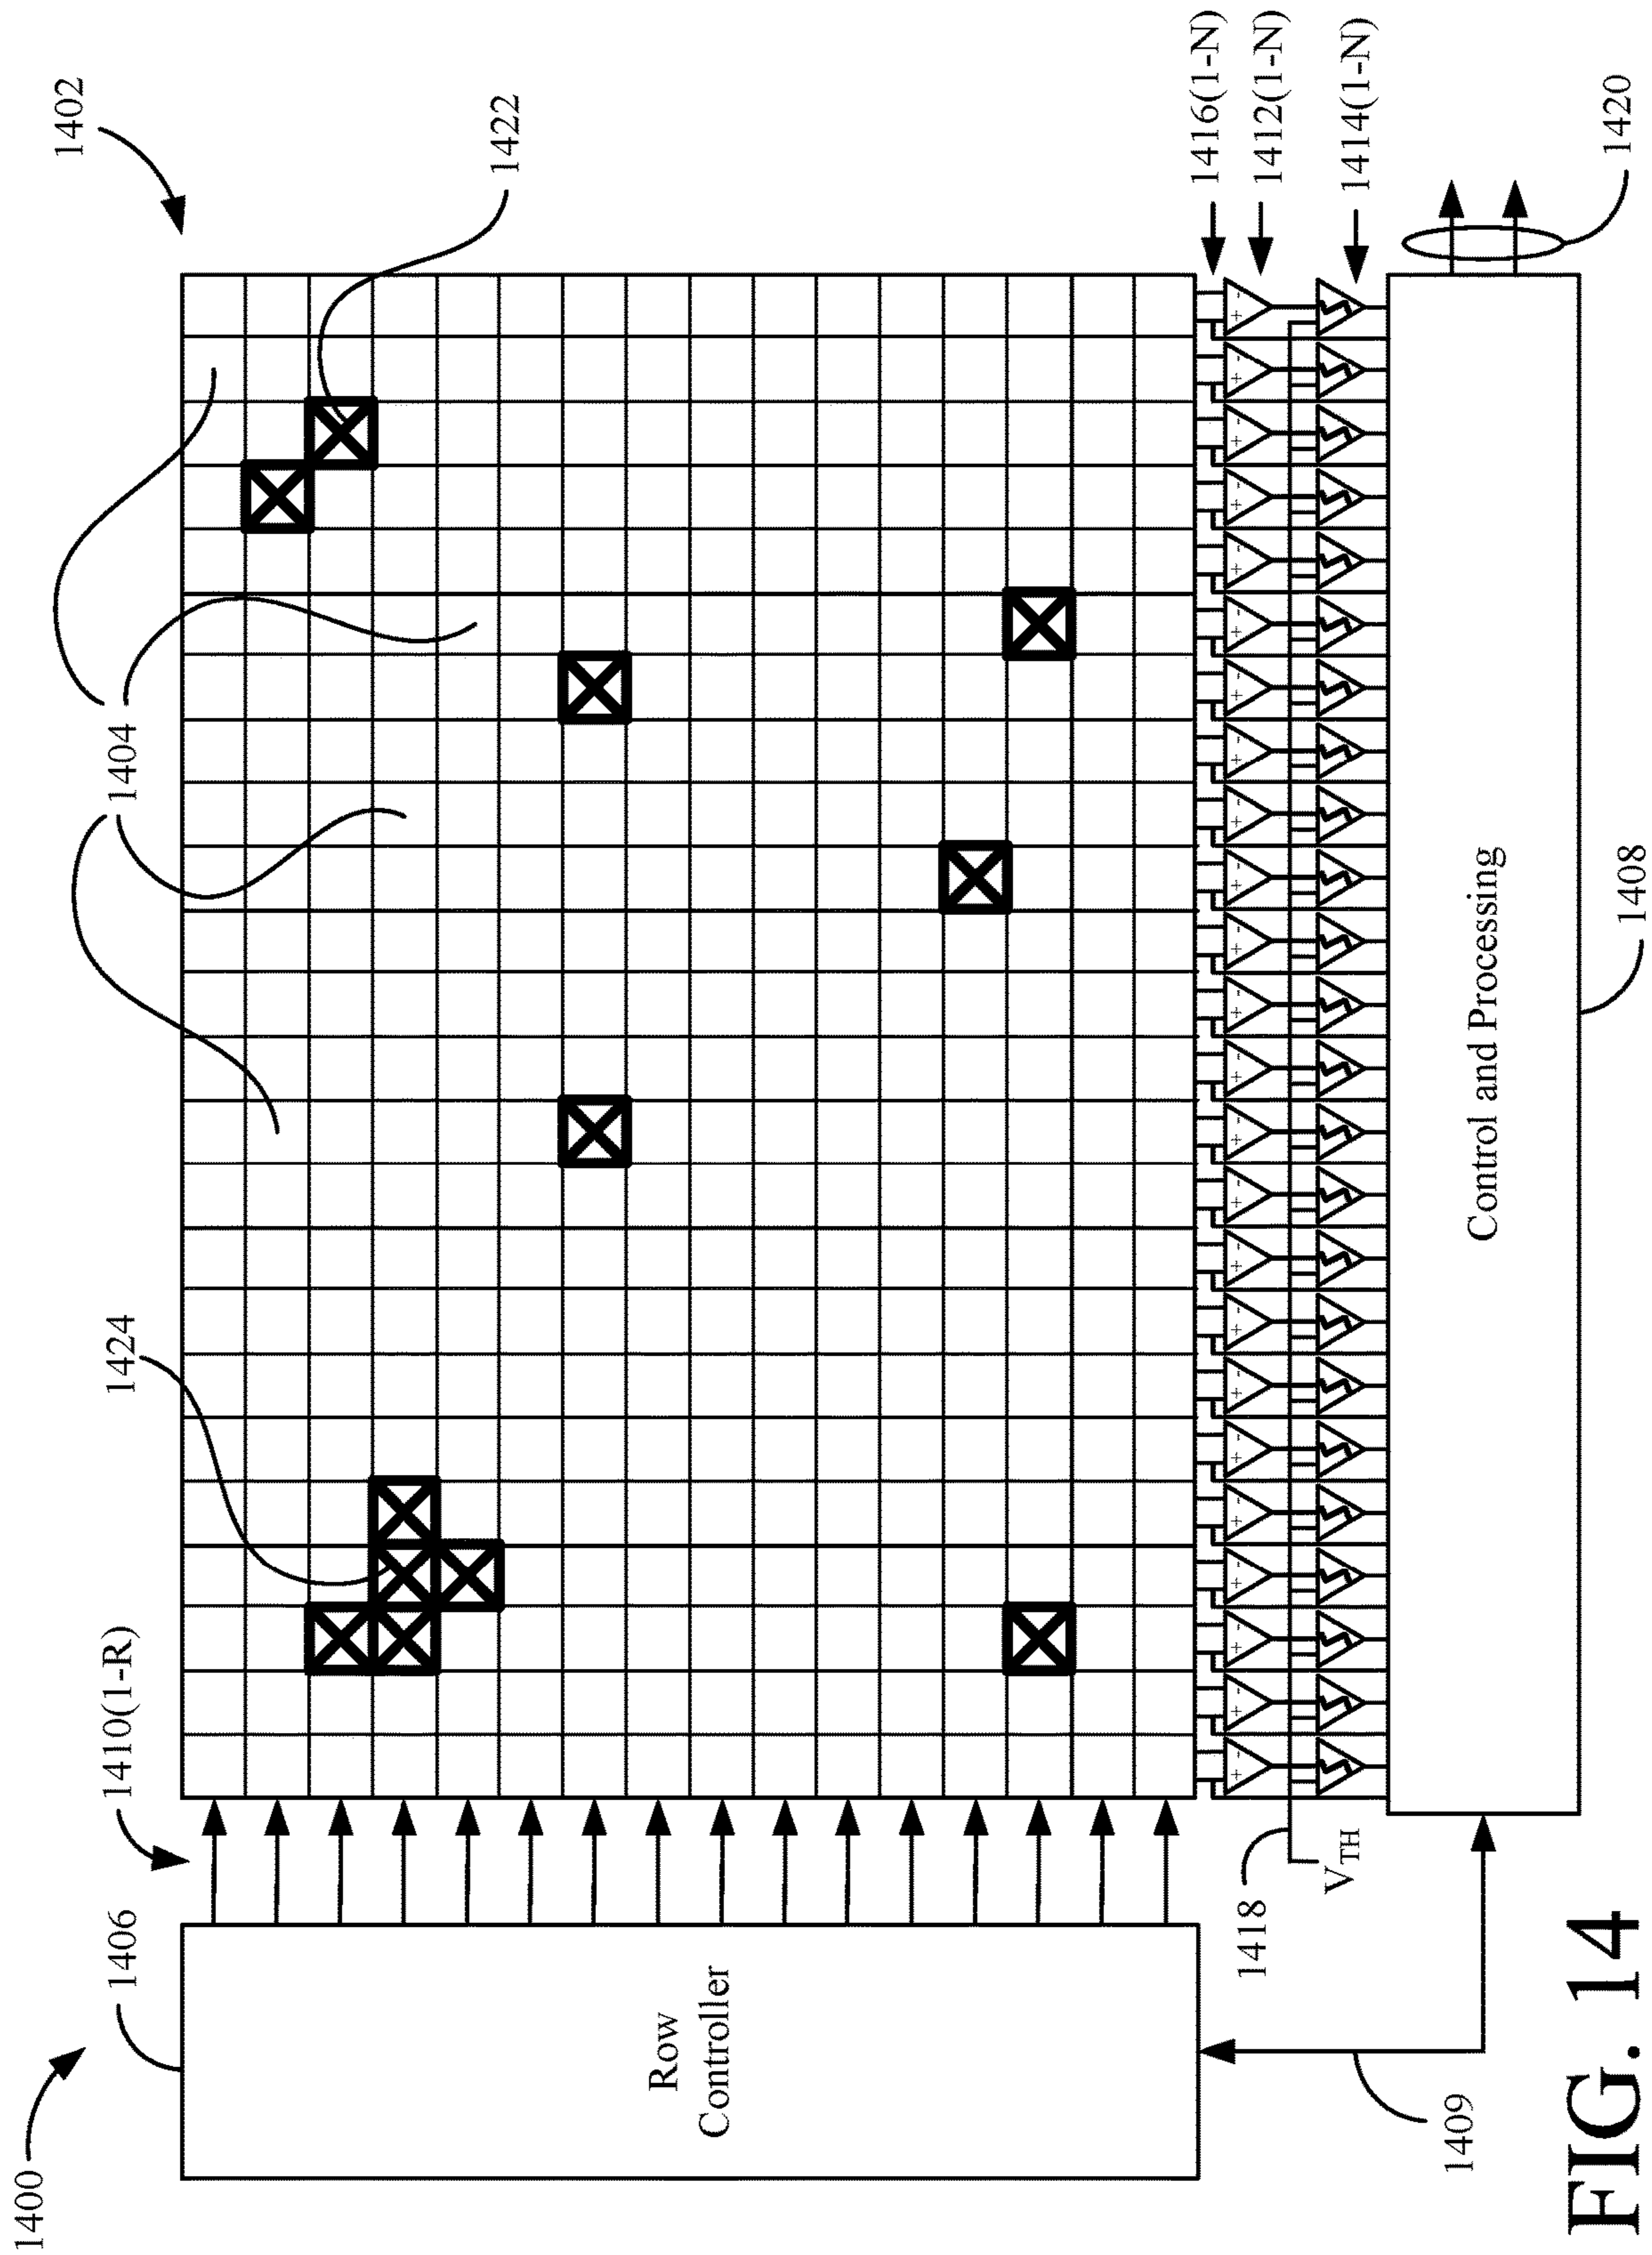 1400
1406
1410(1-R)
1424
1404
1422
1402
Row
Controller
1416(1-N)
1412(1-N)
1414(1-N)
1418
V_TH
1409
Control and Processing
1408
1420
FIG. 14